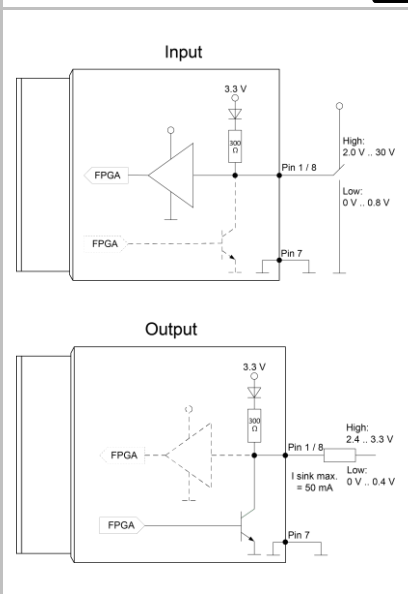 Input
3.3 V
300
Ω
FPGA
Pin 1 / 8
High:
2.0 V .. 30 V
Low:
0 V .. 0.8 V
FPGA
Pin 7
Output
3.3 V
300
Ω
High:
2.4 .. 3.3 V
Pin 1 / 8
FPGA
I sink max.
= 50 mA
Low:
0 V .. 0.4 V
FPGA
Pin 7